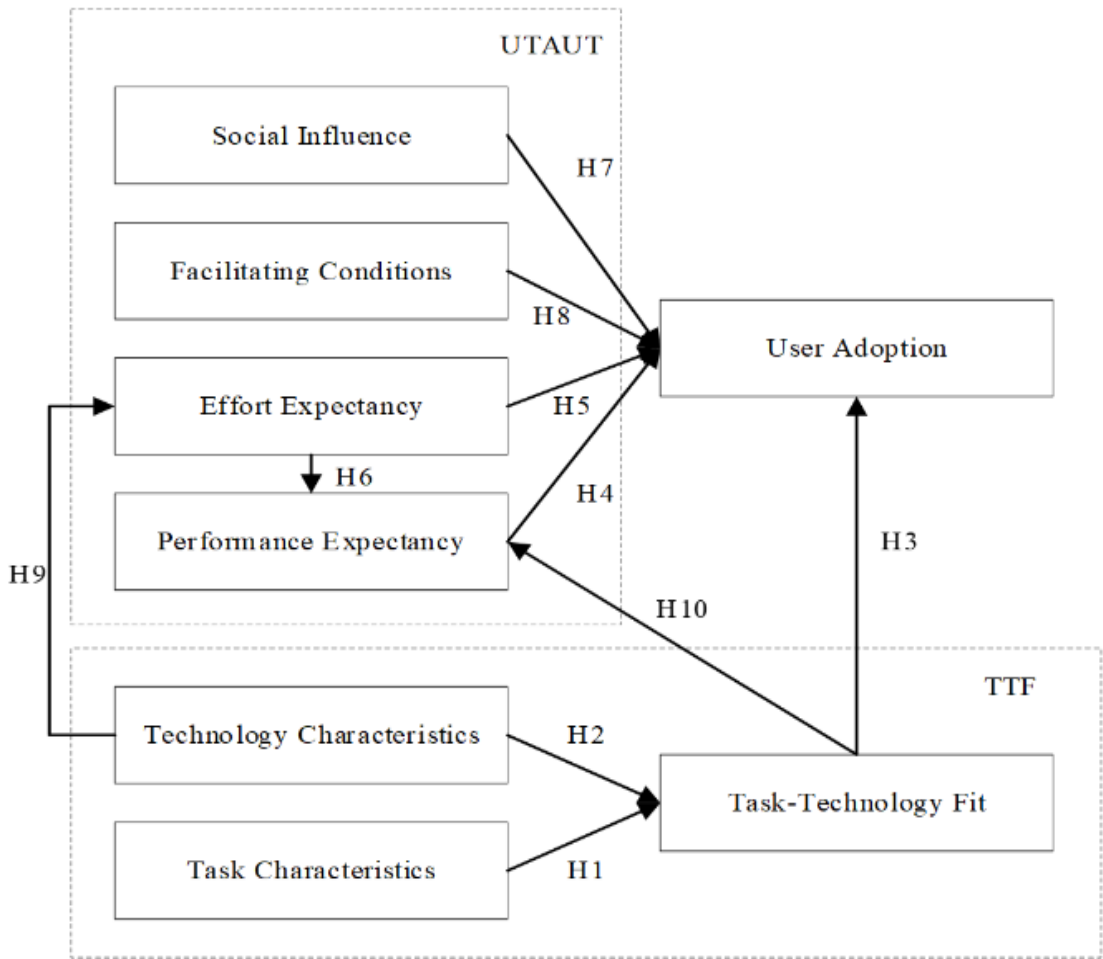 UTAUT
Social Influence
H7
Facilitating Conditions
H8
User Adoption
Effort Expectancy
H5
H6
H4
Performance Expectancy
H3
H9
H10
TTF
Technology Characteristics
H2
Task-Technology Fit
Task Characteristics
H1